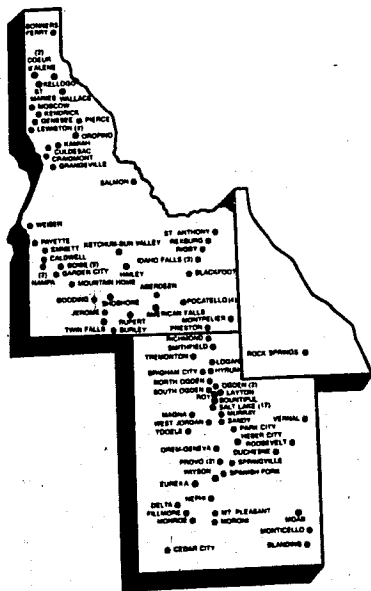 BONNERS
FERRY
(2)
COEUR
D'ALENE
KELLOGG
ST
MARIES WALLACE
MOSCOW
KENDRICK
GENESEE PIERCE
LEWISTON (2)
OROFINO
KAMIAH
CULDESAC
CRAIGMONT
GRANGEVILLE
SALMON
WEISER
PAYETTE
EMMETT
CALDWELL
BOISE (9)
(2) GARDEN CITY
NAMPA
MOUNTAIN HOME
KETCHUM-SUN VALLEY
HAILEY
ST ANTHONY
REXBURG
RIGBY
IDAHO FALLS (3)
BLACKFOOT
ABERDEEN
GOODING
SHOSHONE
POCATELLO (4)
JEROME
RUPERT
AMERICAN FALLS
MONTPELIER
TWIN FALLS
BURLEY
PRESTON
RICHMOND
SMITHFIELD
TREMONTON
LOGAN
ROCK SPRINGS
BRIGHAM CITY
HYRUM
NORTH OGDEN
OGDEN (2)
SOUTH OGDEN
LAYTON
ROY
BOUNTIFUL
SALT LAKE (17)
MAGNA
MURRAY
VERNAL
WEST JORDAN
SANDY
TOOELE
PARK CITY
HEBER CITY
ROOSEVELT
OREM-GENEVA
DUCHESNE
PROVO (2)
SPRINGVILLE
PAYSON
SPANISH FORK
EUREKA
NEPHI
DELTA
FILLMORE
MT PLEASANT
MOAB
MONROE
MORONI
MONTICELLO
BLANDING
CEDAR CITY